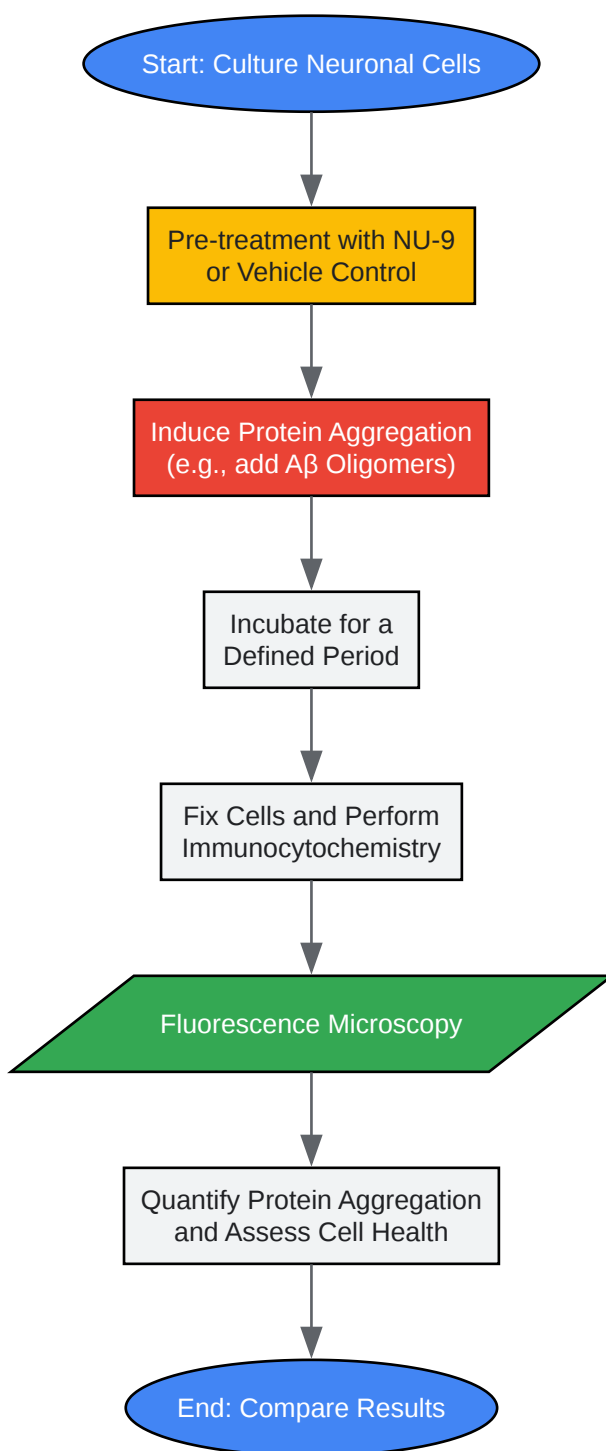 Start: Culture Neuronal Cells
Pre-treatment with NU-9
or Vehicle Control
Induce Protein Aggregation
(e.g., add Aβ Oligomers)
Incubate for a
Defined Period
Fix Cells and Perform
Immunocytochemistry
Fluorescence Microscopy
Quantify Protein Aggregation
and Assess Cell Health
End: Compare Results